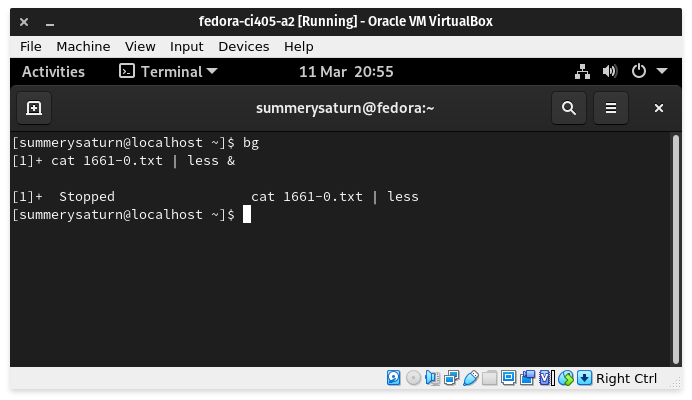 fedora-ci405-a2 [Running] - Oracle VM VirtualBox
File Machine View Input Devices Help
Activities Terminal 11 Mar 20:55
summerysaturn@fedora:~
[summerysaturn@localhost ~]$ bg
[1]+ cat 1661-0.txt | less &
[1]+  Stopped                 cat 1661-0.txt | less
[summerysaturn@localhost ~]$
Right Ctrl